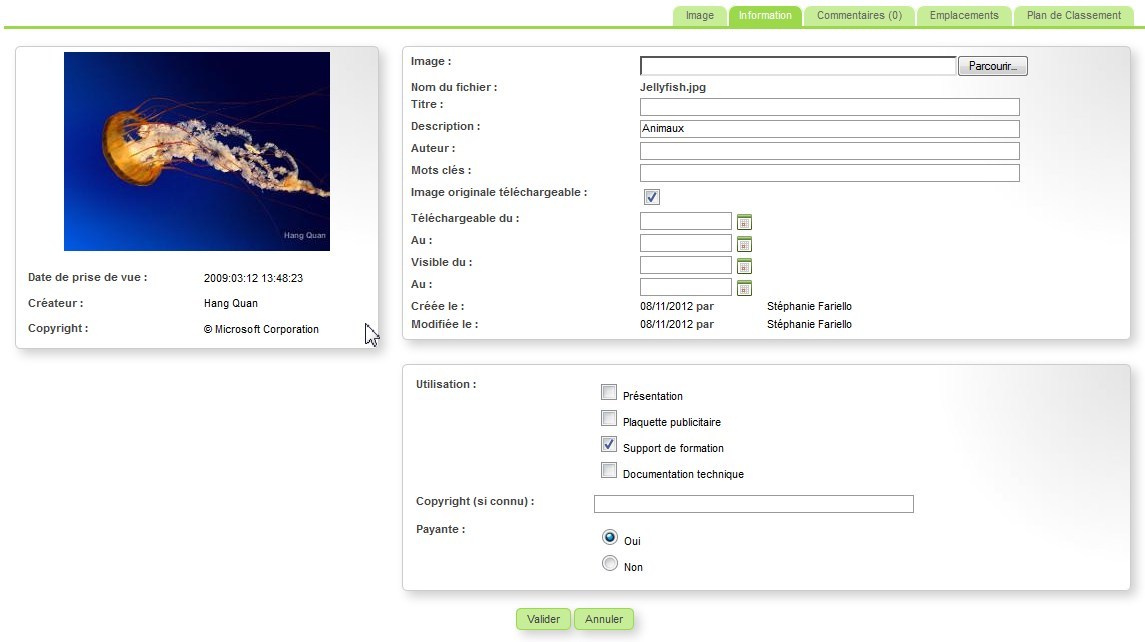 Image Information Commentaires (0) Emplacements Plan de Classement
Hang Quan
Date de prise de vue : 2009:03:12 13:48:23
Créateur : Hang Quan
Copyright : © Microsoft Corporation
Image : Parcourir...
Nom du fichier : Jellyfish.jpg
Titre :
Description : Animaux
Auteur :
Mots clés :
Image originale téléchargeable :
Téléchargeable du :
Au :
Visible du :
Au :
Créée le : 08/11/2012 par Stéphanie Fariello
Modifiée le : 08/11/2012 par Stéphanie Fariello
Utilisation :
Présentation
Plaquette publicitaire
Support de formation
Documentation technique
Copyright (si connu) :
Payante :
Oui
Non
Valider Annuler